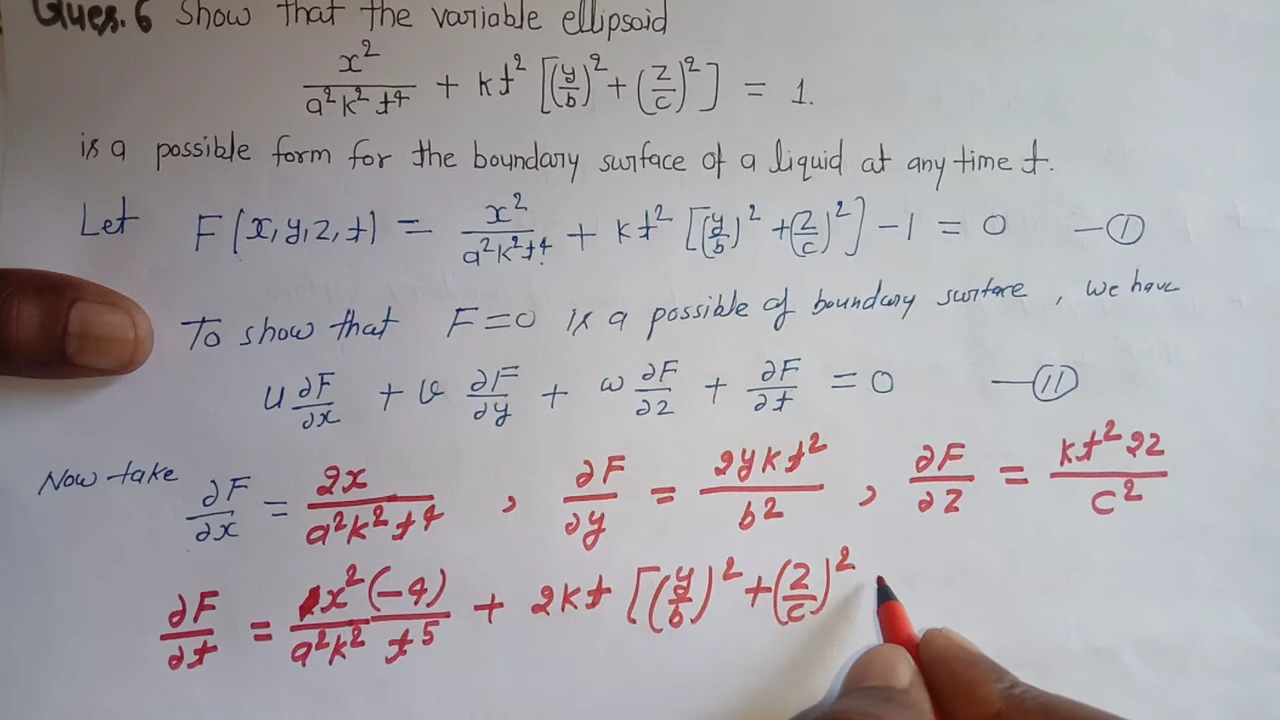 Ques. 6 Show that the variable ellipsoid
x²/a²k²t⁴ + kt² [(y/b)² + (z/c)²] = 1.
is a possible form for the boundary surface of a liquid at any time t.
Let F(x,y,z,t) = x²/a²k²t⁴ + kt² [(y/b)² + (z/c)²] - 1 = 0 —(I)
To show that F=0 is a possible of boundary surface, we have
u ∂F/∂x + v ∂F/∂y + w ∂F/∂z + ∂F/∂t = 0 —(II)
Now take ∂F/∂x = 2x/a²k²t⁴ , ∂F/∂y = 2ykt²/b² , ∂F/∂z = kt²2z/c²
∂F/∂t = x²(-4)/a²k² t⁵ + 2kt [(y/b)² + (z/c)²